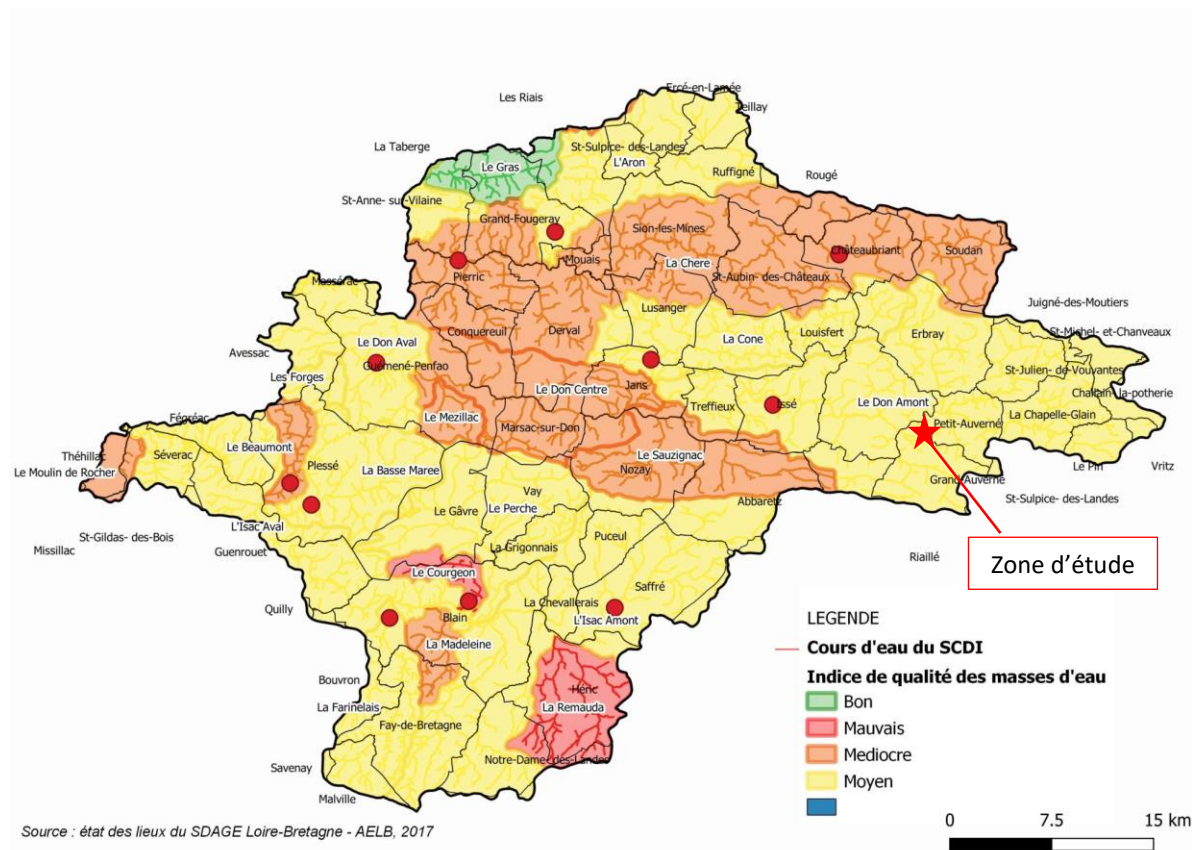 Ercé-en-Lamée
Les Riais
Teillay
La Taberge
St-Sulpice- des-Landes
L'Aron
Le Gras
Ruffigné
Rougé
St-Anne- sur-Vilaine
Grand-Fougeray
Sion-les-Mines
Châteaubriant
Soudan
Mouais
La Chere
Pierric
St-Aubin- des-Châteaux
Massérac
Juigné-des-Moutiers
Lusanger
Conquereuil
Derval
Louisfert
Erbray
St-Michel- et-Chanveaux
Le Don Aval
La Cone
Avessac
Guémené-Penfao
St-Julien- de-Vouvantes
Les Forges
Le Don Centre
Jans
Challain-la-potherie
Treffieux
Issé
Le Don Amont
Fégréac
Le Mezillac
La Chapelle-Glain
Marsac-sur-Don
Petit-Auverné
Le Beaumont
Théhillac
Séverac
Le Sauzignac
Le Moulin de Rocher
Plessé
La Basse Maree
Nozay
Le Pin
Vritz
Grand-Auverne
Vay
Abbaretz
St-Sulpice- des-Landes
Le Gâvre
Le Perche
L'Isac Aval
Puceul
St-Gildas- des-Bois
Missillac
Guenrouet
La Grigonnais
Riaillé
Zone d'étude
Le Courgeon
Saffré
Quilly
La Chevallerais
Blain
L'Isac Amont
La Madeleine
LEGENDE
Cours d'eau du SCDI
Indice de qualité des masses d'eau
Bon
Mauvais
Mediocre
Moyen
Bouvron
Héric
La Farinelais
La Remauda
Fay-de-Bretagne
Notre-Dame- des-Landes
Savenay
Malville
0 7.5 15 km
Source : état des lieux du SDAGE Loire-Bretagne - AELB, 2017